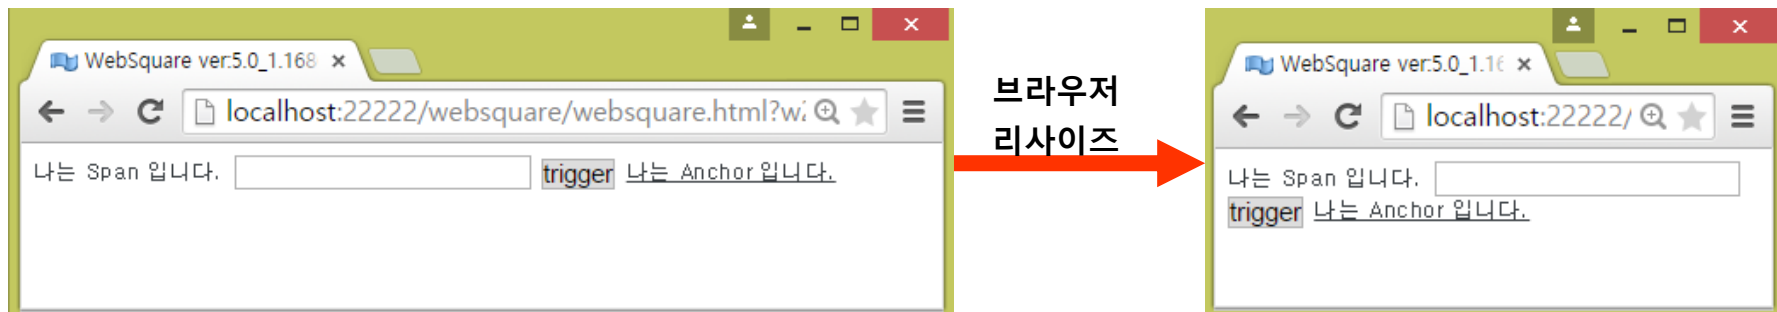 WebSquare ver:5.0_1.168
localhost:22222/websquare/websquare.html?w2
나는 Span 입니다.
trigger
나는 Anchor 입니다.
브라우저
리사이즈
WebSquare ver:5.0_1.16
localhost:22222/
나는 Span 입니다.
trigger 나는 Anchor 입니다.